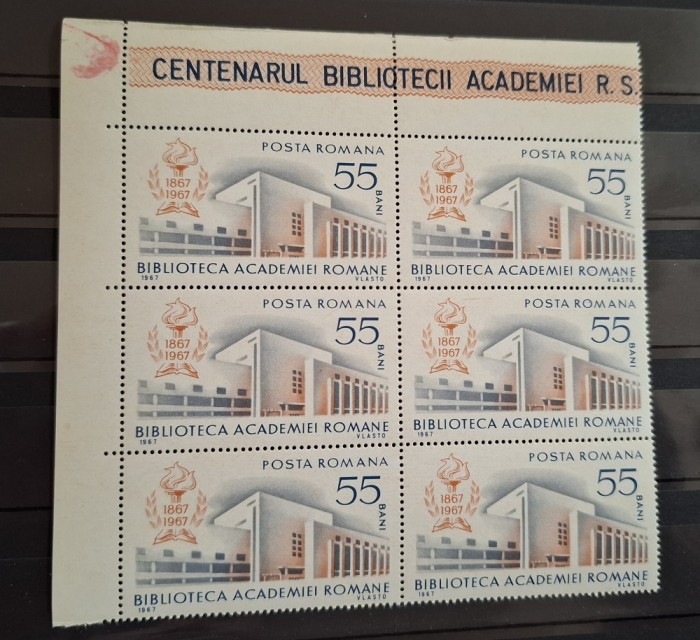 CENTENARUL BIBLIOTECII ACADEMIEI R. S.
POSTA ROMANA
55
BANI
1867
1967
BIBLIOTECA ACADEMIEI ROMANE
1967 VLASTO
POSTA ROMANA
55
BANI
1867
1967
BIBLIOTECA ACADEMIEI ROMANE
1967 VLASTO
POSTA ROMANA
55
BANI
1867
1967
BIBLIOTECA ACADEMIEI ROMANE
1967 VLASTO
POSTA ROMANA
55
BANI
1867
1967
BIBLIOTECA ACADEMIEI ROMANE
1967 VLASTO
POSTA ROMANA
55
BANI
1867
1967
BIBLIOTECA ACADEMIEI ROMANE
1967 VLASTO
POSTA ROMANA
55
BANI
1867
1967
BIBLIOTECA ACADEMIEI ROMANE
1967 VLASTO